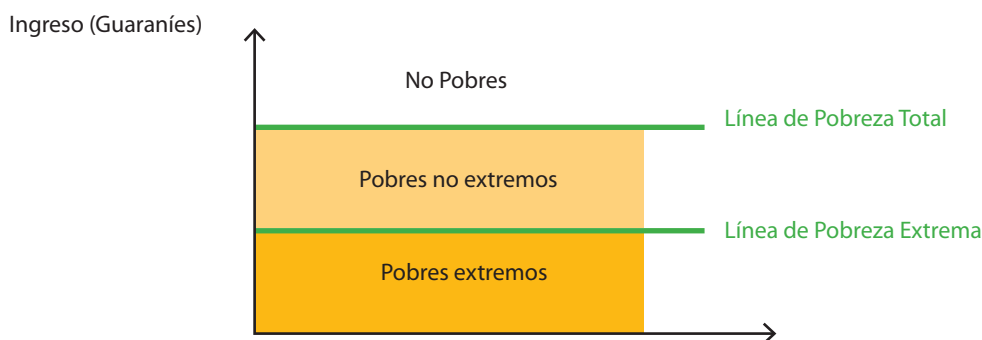 Ingreso (Guaraníes)
No Pobres
Línea de Pobreza Total
Pobres no extremos
Línea de Pobreza Extrema
Pobres extremos